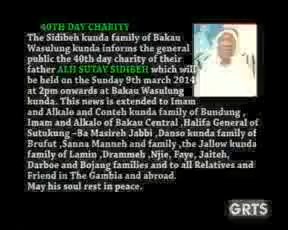 40TH DAY CHARITY
The Sidibeh kunda family of Bakau
Wasulung kunda informs the general
public the 40th day charity of their
father ALH SUTAY SIDIBEH which will
be held on the Sunday 9th march 2014
at 2pm onwards at Bakau Wasulung
kunda. This news is extended to Imam
and Alkalo and Conteh kunda family of Bundung ,
Imam and Alkalo of Bakau Central ,Halifa General of
Sutukung –Ba Masireh Jabbi ,Danso kunda family of
Brufut ,Sanna Manneh and family ,the Jallow kunda
family of Lamin ,Drammeh ,Njie, Faye, Jaiteh,
Darboe and Bojang families and to all Relatives and
Friend in The Gambia and abroad.
May his soul rest in peace.
GRTS